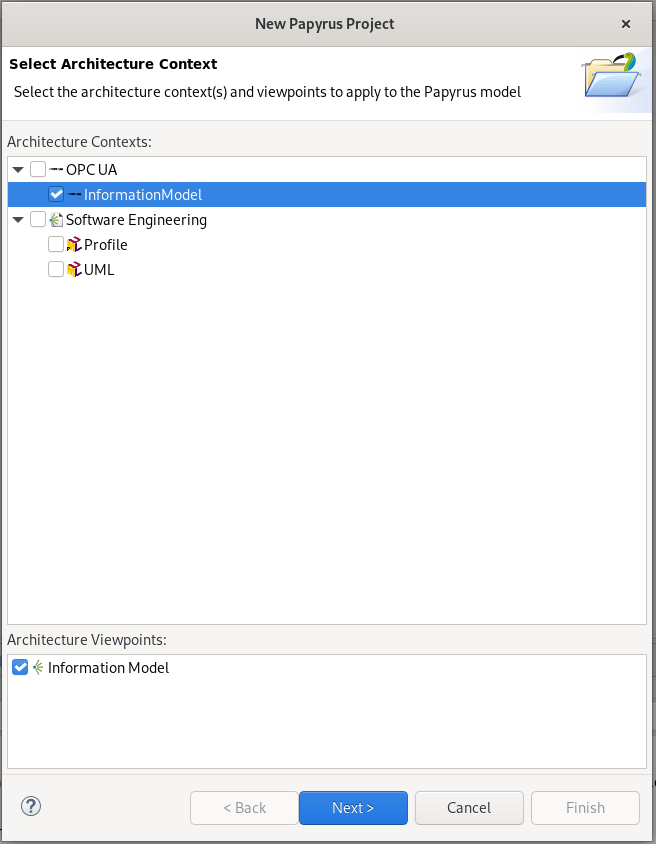 New Papyrus Project
Select Architecture Context
Select the architecture context(s) and viewpoints to apply to the Papyrus model
Architecture Contexts:
OPC UA
InformationModel
Software Engineering
Profile
UML
Architecture Viewpoints:
Information Model
< Back Next > Cancel Finish